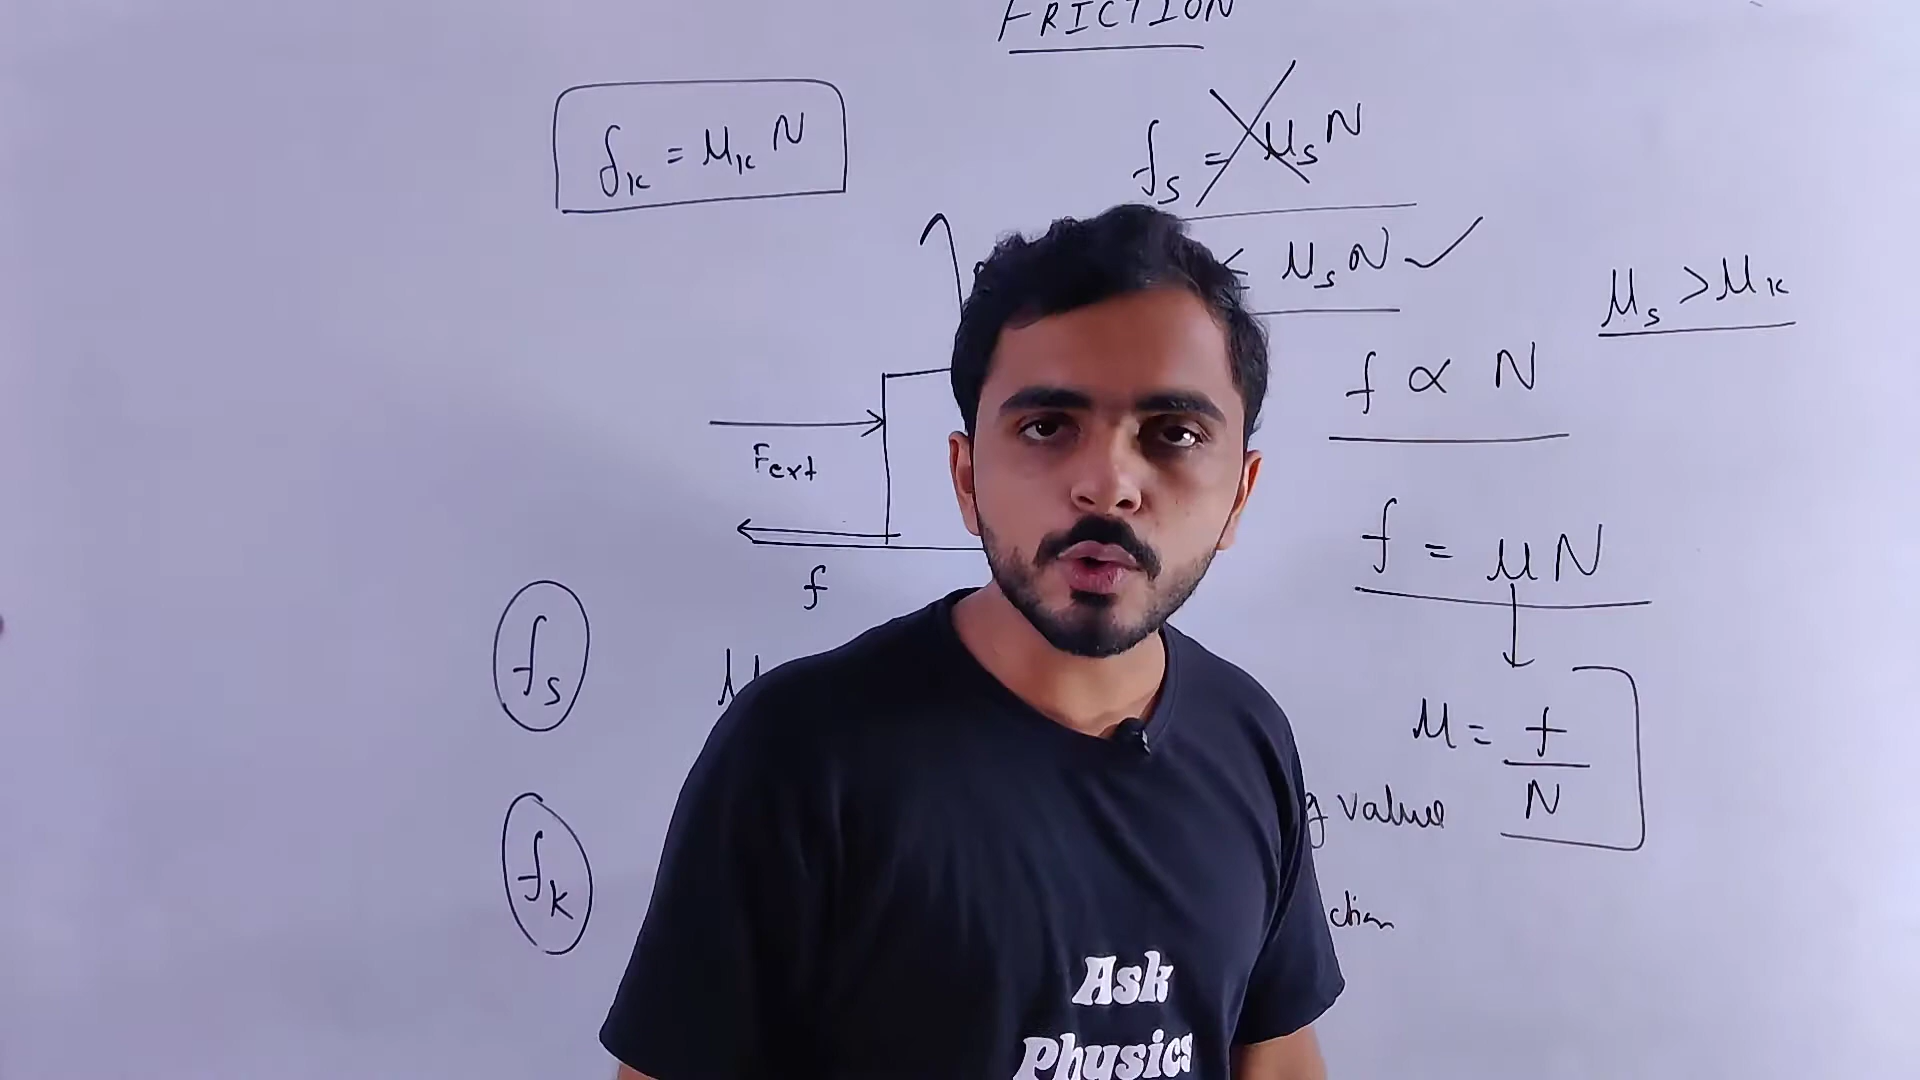 FRICTION
fₖ = μₖ N
fₛ = μₛ N
μₛ N ✓
μₛ > μₖ
f ∝ N
Fext
f = μN
f
fₛ
μ
μ = f/N
g value
fₖ
ction
Ask
Physics